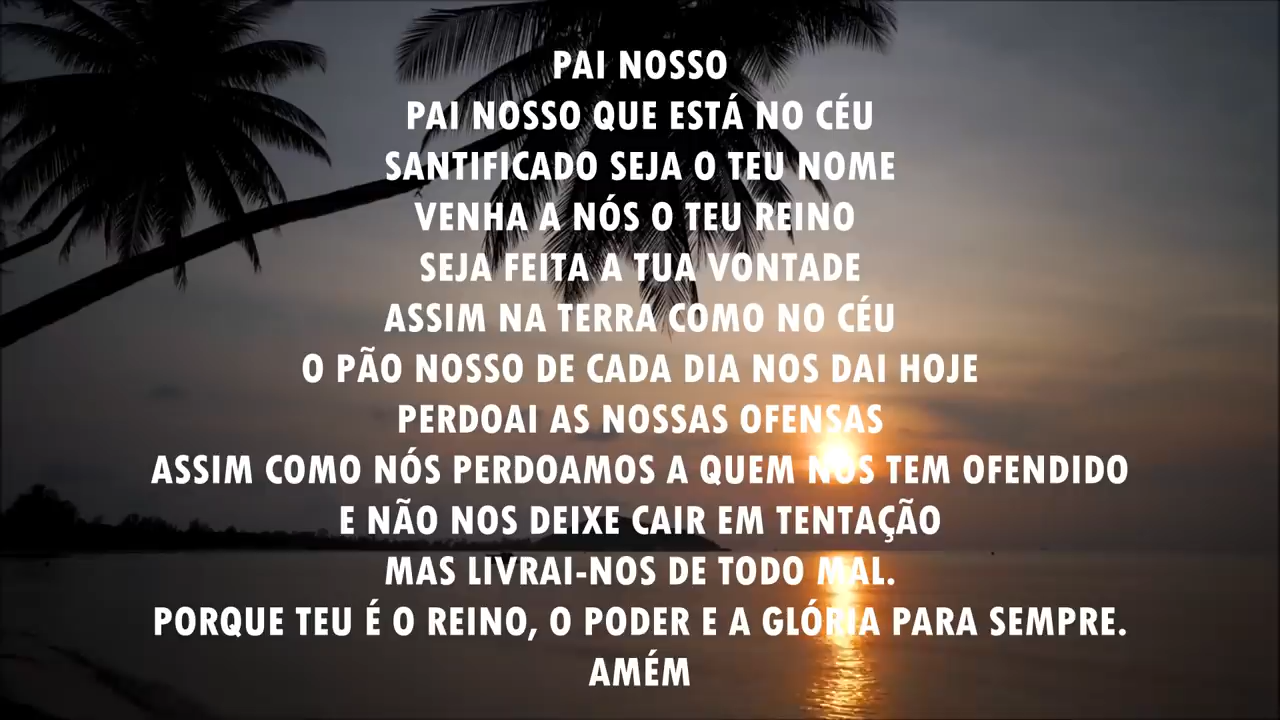 PAI NOSSO
PAI NOSSO QUE ESTÁ NO CÉU
SANTIFICADO SEJA O TEU NOME
VENHA A NÓS O TEU REINO
SEJA FEITA A TUA VONTADE
ASSIM NA TERRA COMO NO CÉU
O PÃO NOSSO DE CADA DIA NOS DAI HOJE
PERDOAI AS NOSSAS OFENSAS
ASSIM COMO NÓS PERDOAMOS A QUEM NOS TEM OFENDIDO
E NÃO NOS DEIXE CAIR EM TENTAÇÃO
MAS LIVRAI-NOS DE TODO MAL.
PORQUE TEU É O REINO, O PODER E A GLÓRIA PARA SEMPRE.
AMÉM